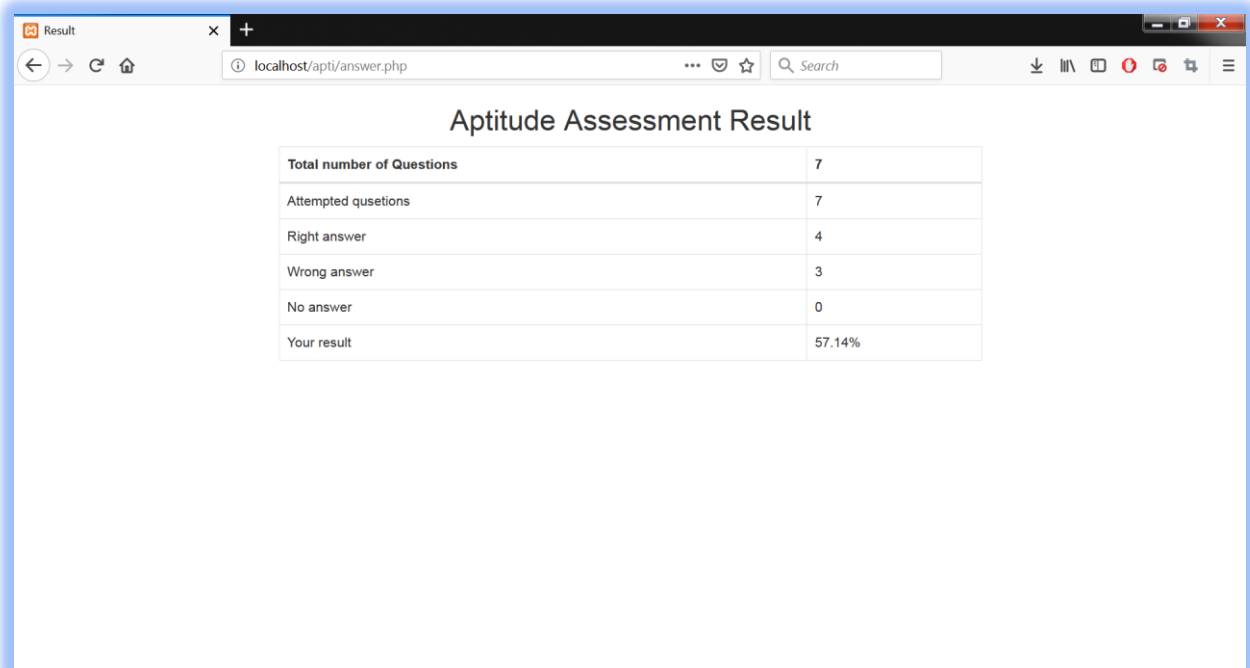 Result
localhost/apti/answer.php
Search
Aptitude Assessment Result
Total number of Questions 7
Attempted qusetions 7
Right answer 4
Wrong answer 3
No answer 0
Your result 57.14%